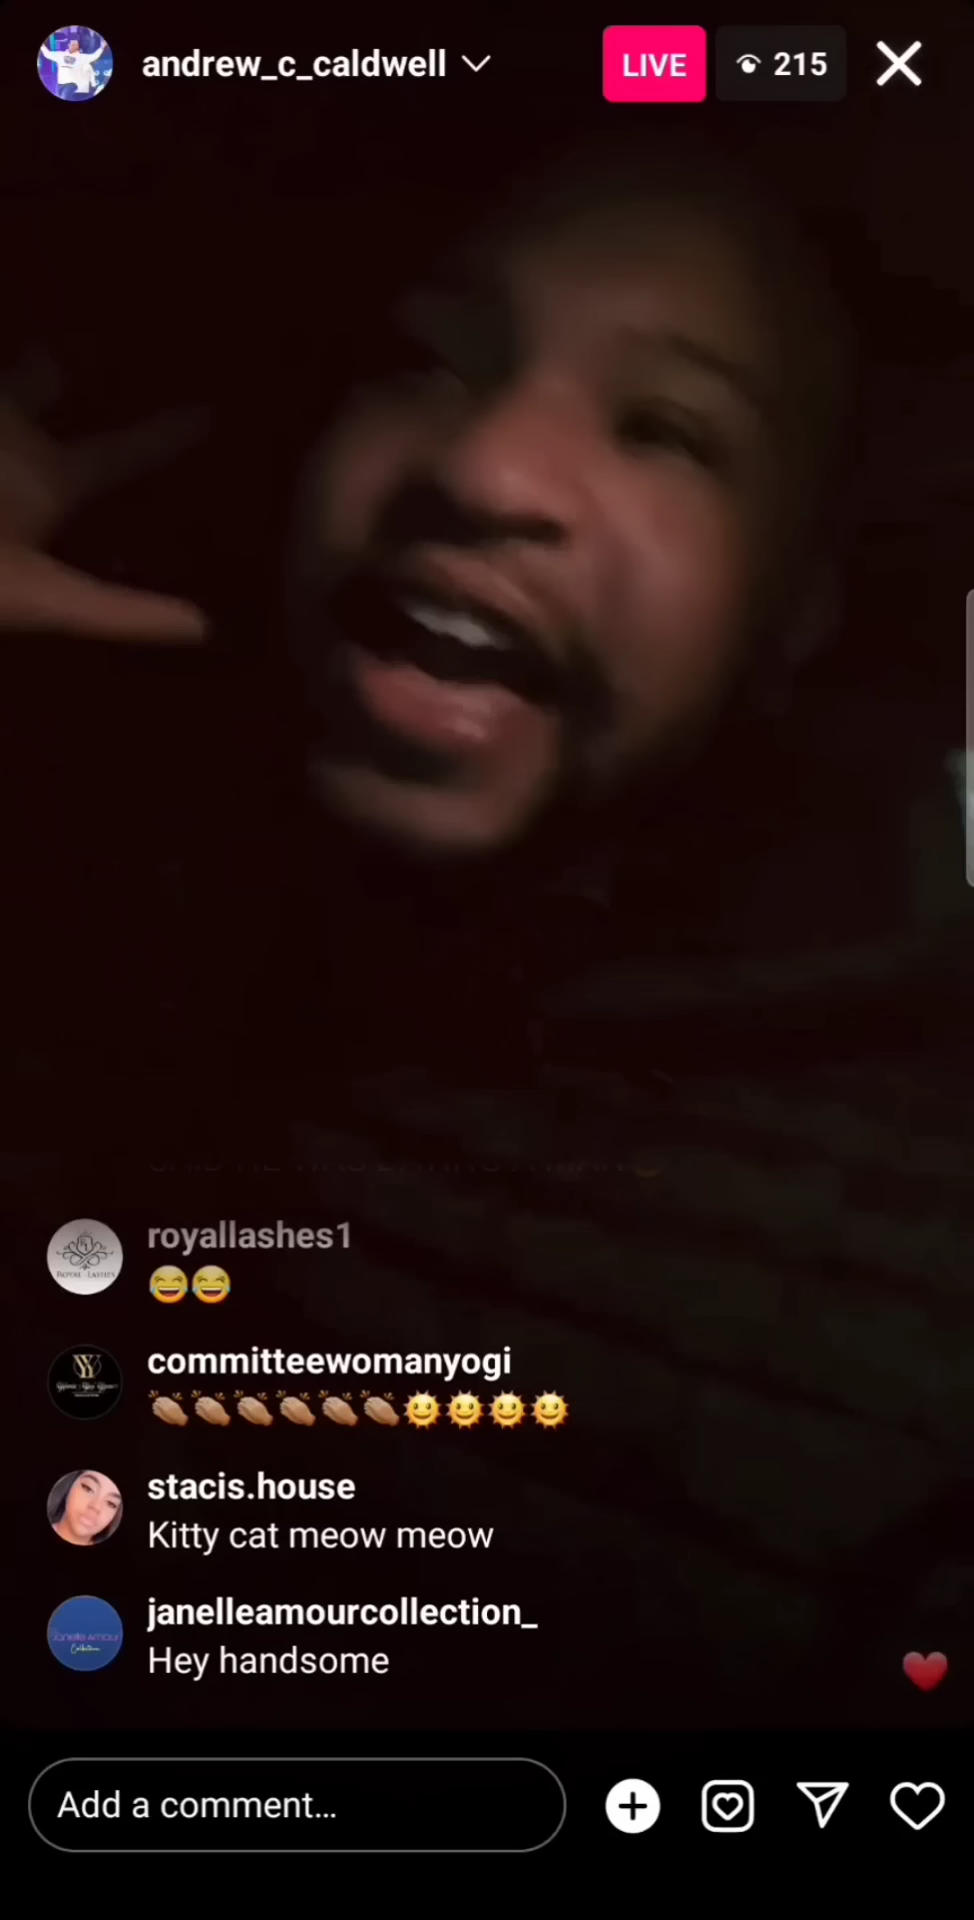 andrew_c_caldwell
LIVE
215
royallashes1
😂😂
committeewomanyogi
👏🏽👏🏽👏🏽👏🏽👏🏽👏🏽🌞🌞🌞🌞
stacis.house
Kitty cat meow meow
janelleamourcollection_
Hey handsome
Add a comment...